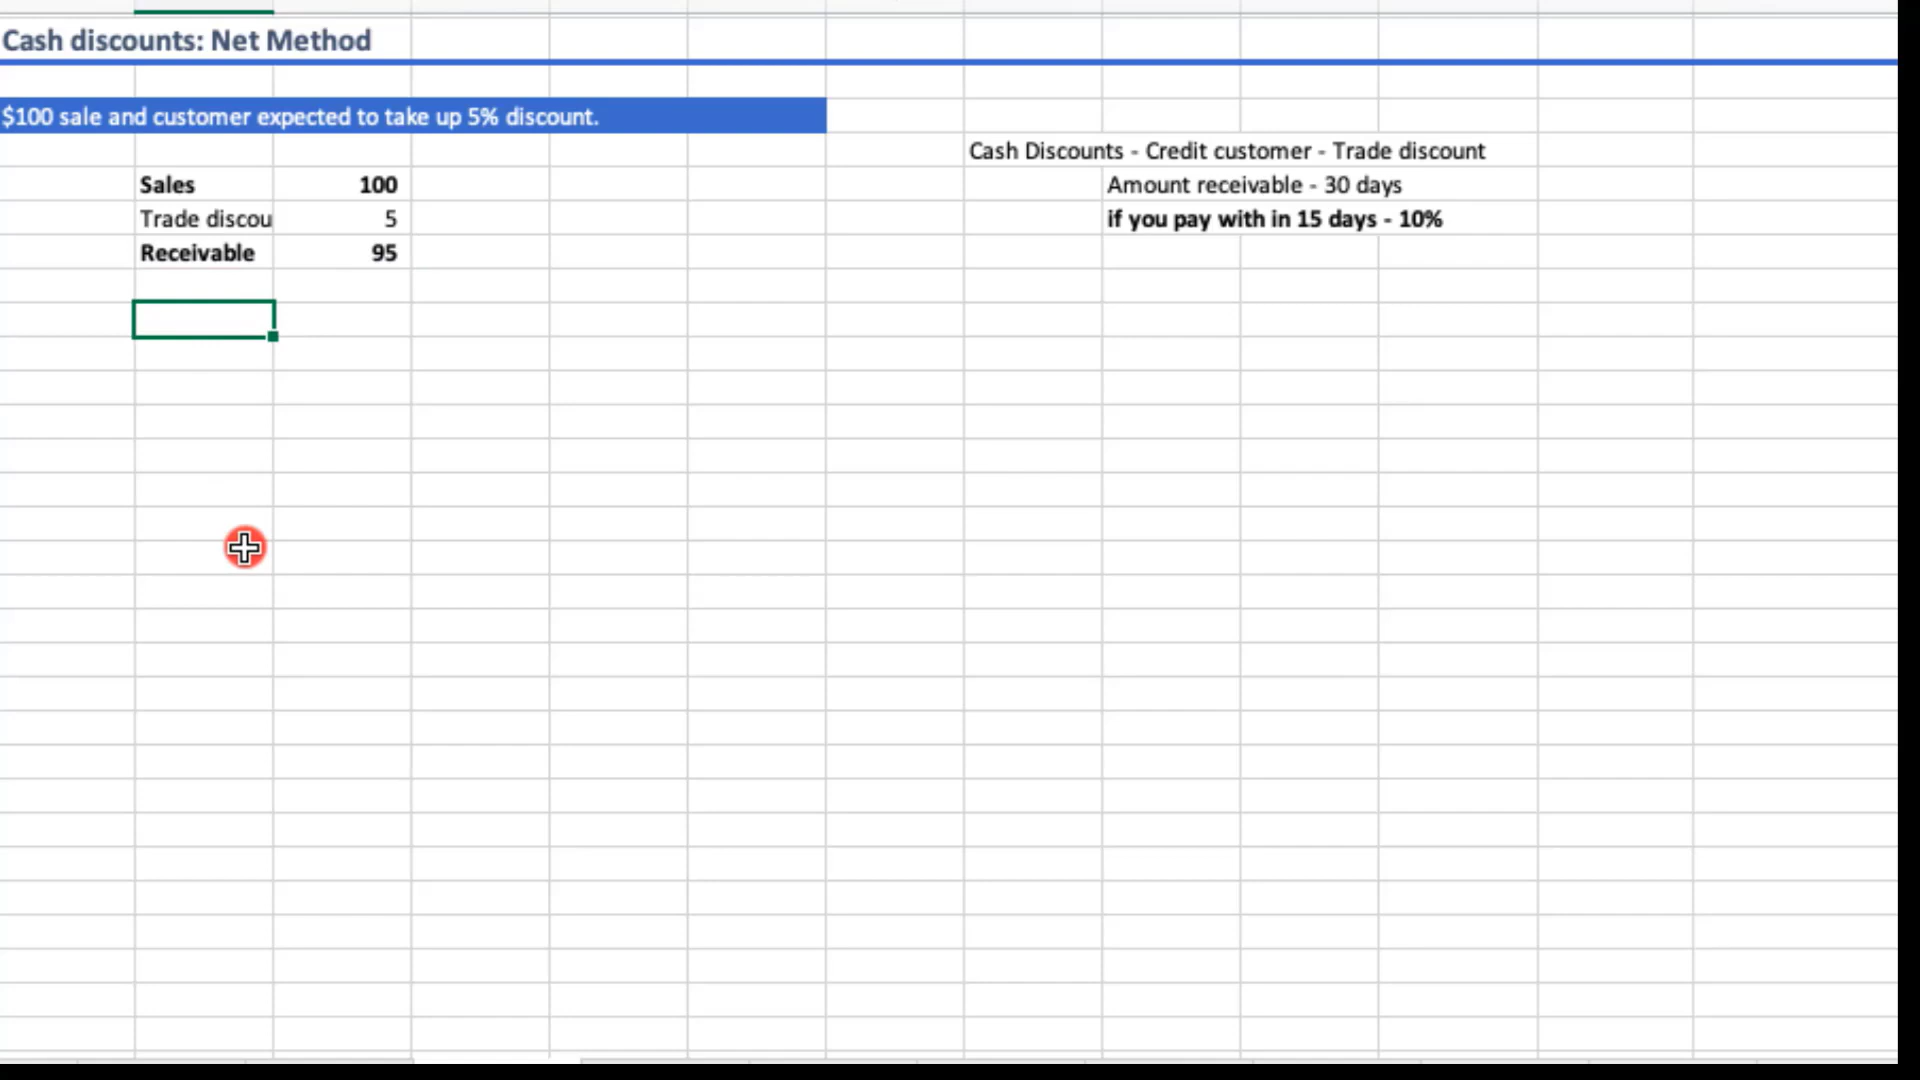 Cash discounts: Net Method
$100 sale and customer expected to take up 5% discount.
Cash Discounts - Credit customer - Trade discount
Sales 100
Amount receivable - 30 days
Trade discou 5
if you pay with in 15 days - 10%
Receivable 95